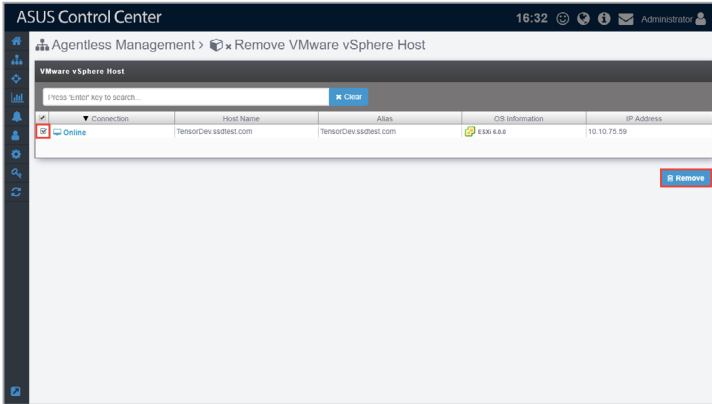 ASUS Control Center
16:32
Administrator
Agentless Management > Remove VMware vSphere Host
VMware vSphere Host
Press 'Enter' key to search...
Clear
Connection Host Name Alias OS Information IP Address
Online TensorDev.ssdtest.com TensorDev.ssdtest.com ESXi 6.0.0 10.10.75.59
Remove